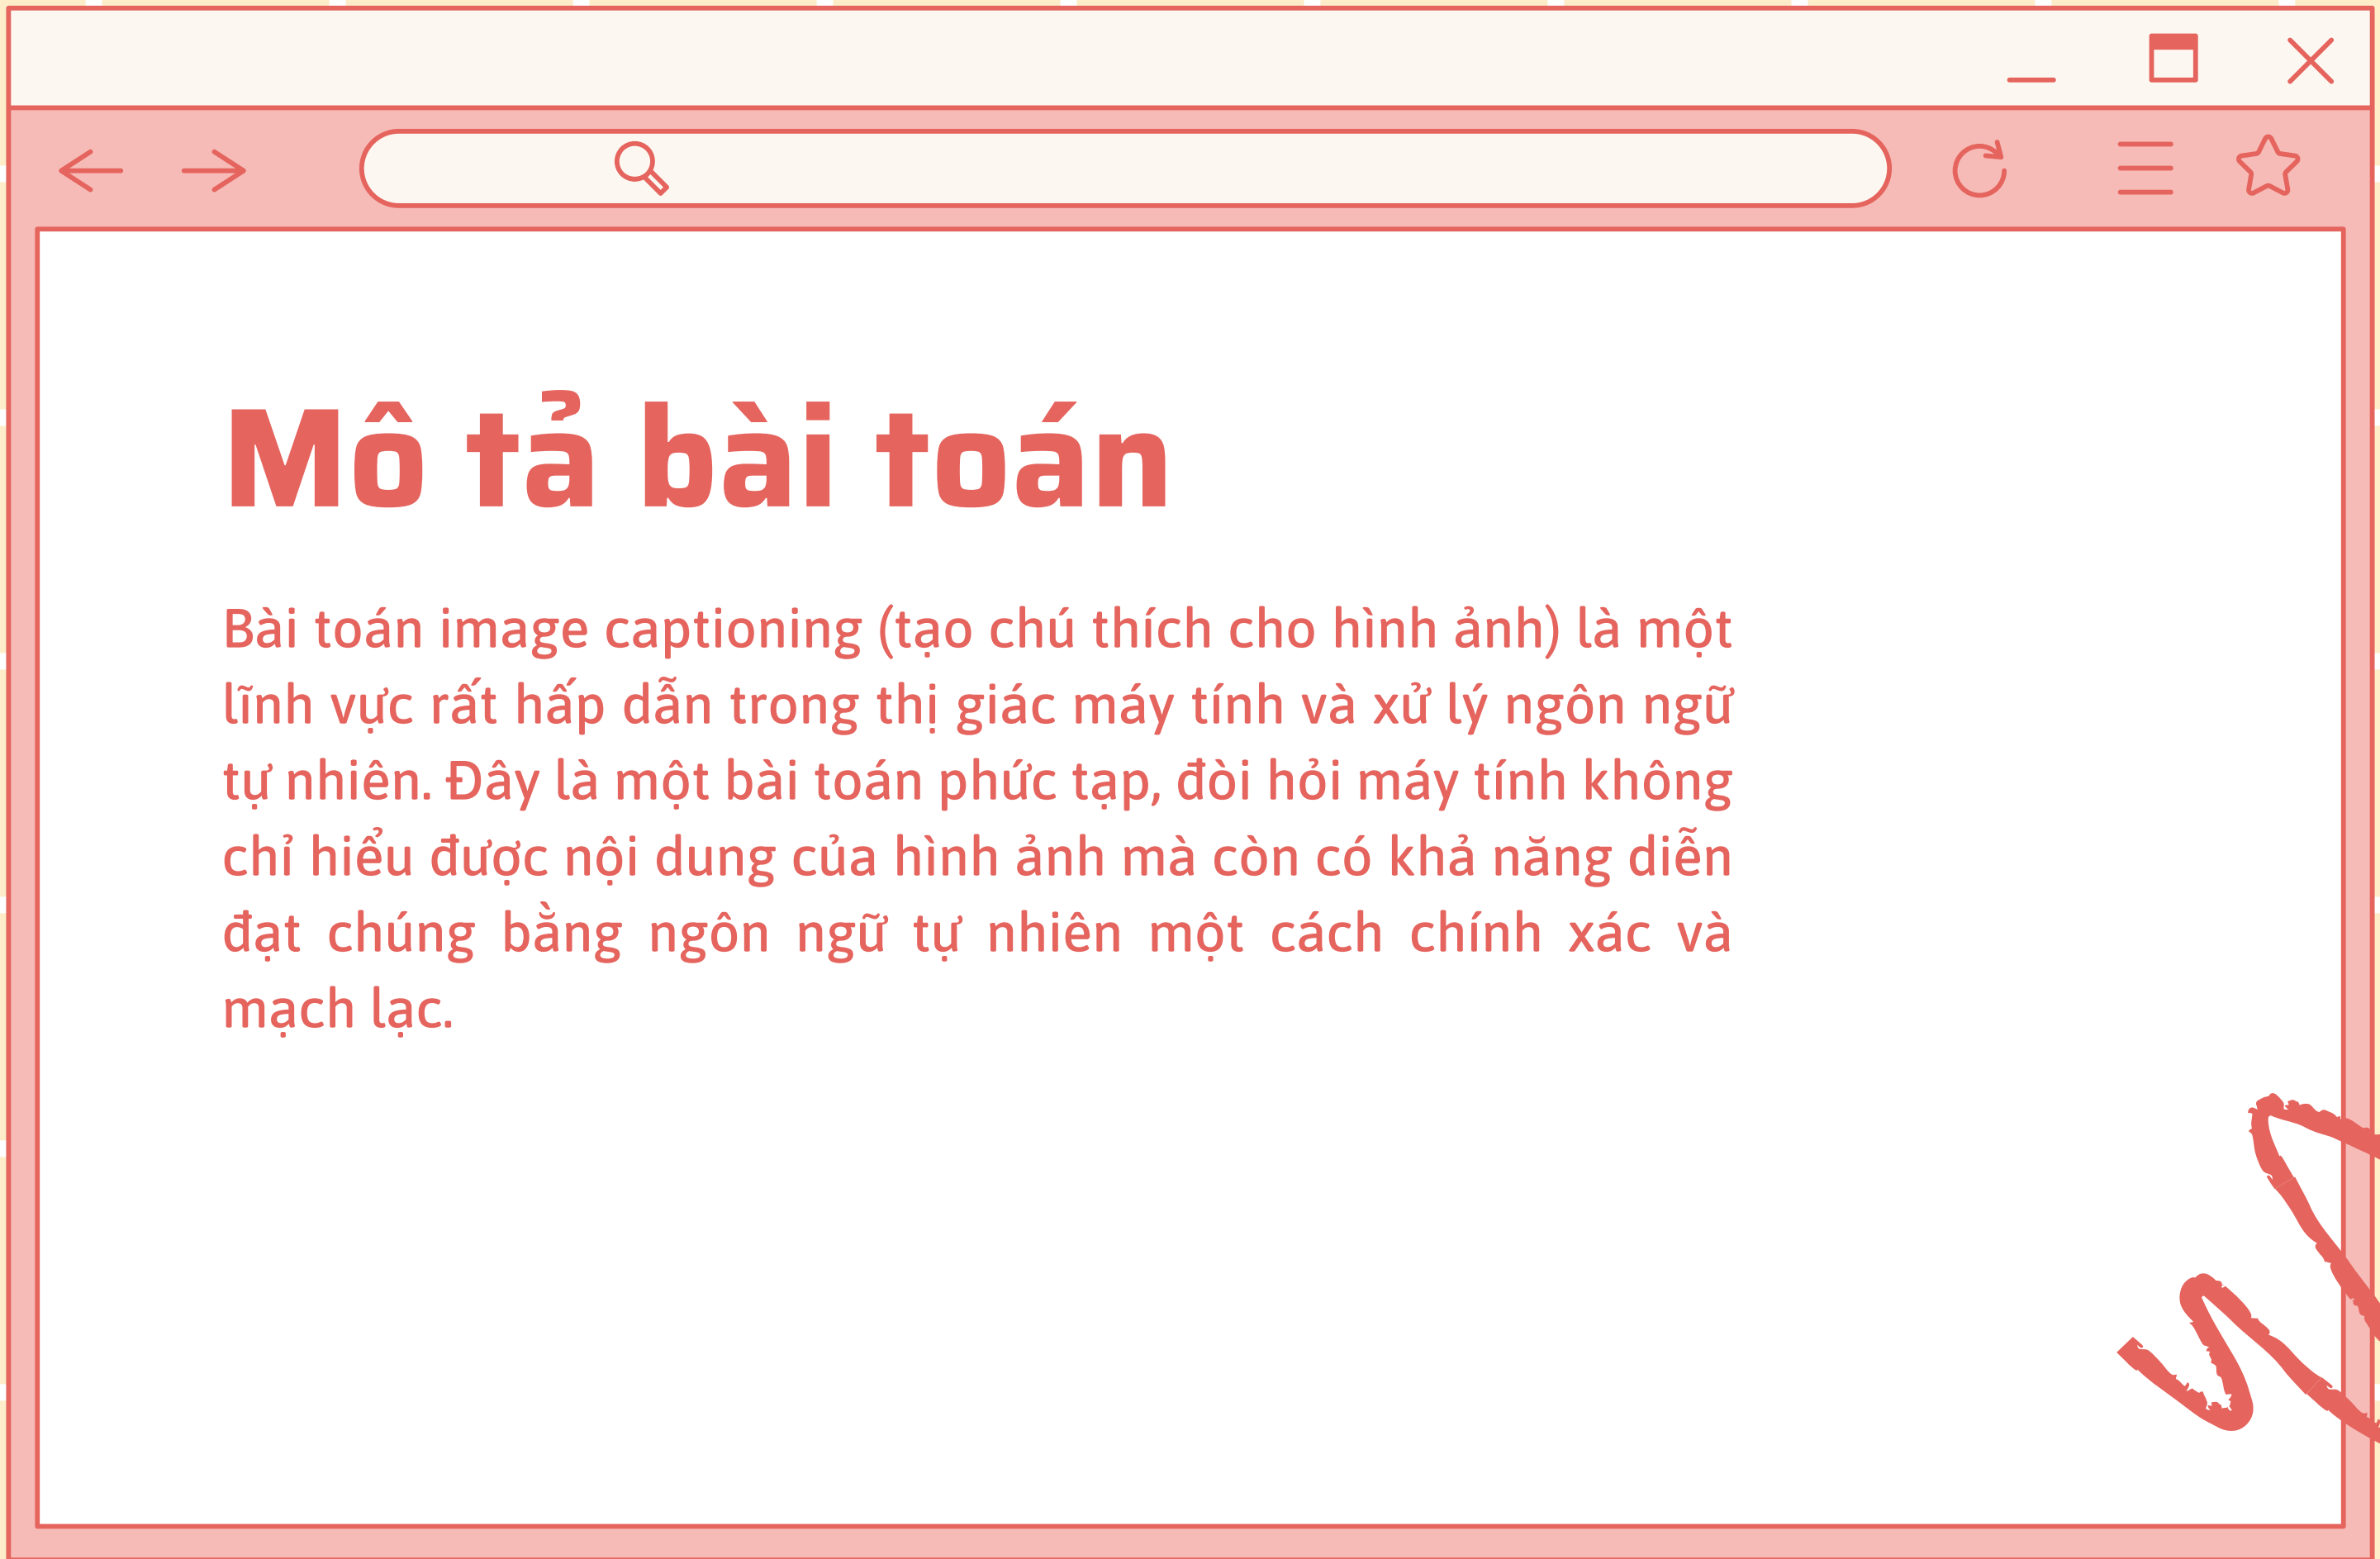 Mô tả bài toán
Bài toán image captioning (tạo chú thích cho hình ảnh) là một
lĩnh vực rất hấp dẫn trong thị giác máy tính và xử lý ngôn ngữ
tự nhiên. Đây là một bài toán phức tạp, đòi hỏi máy tính không
chỉ hiểu được nội dung của hình ảnh mà còn có khả năng diễn
đạt chúng bằng ngôn ngữ tự nhiên một cách chính xác và
mạch lạc.